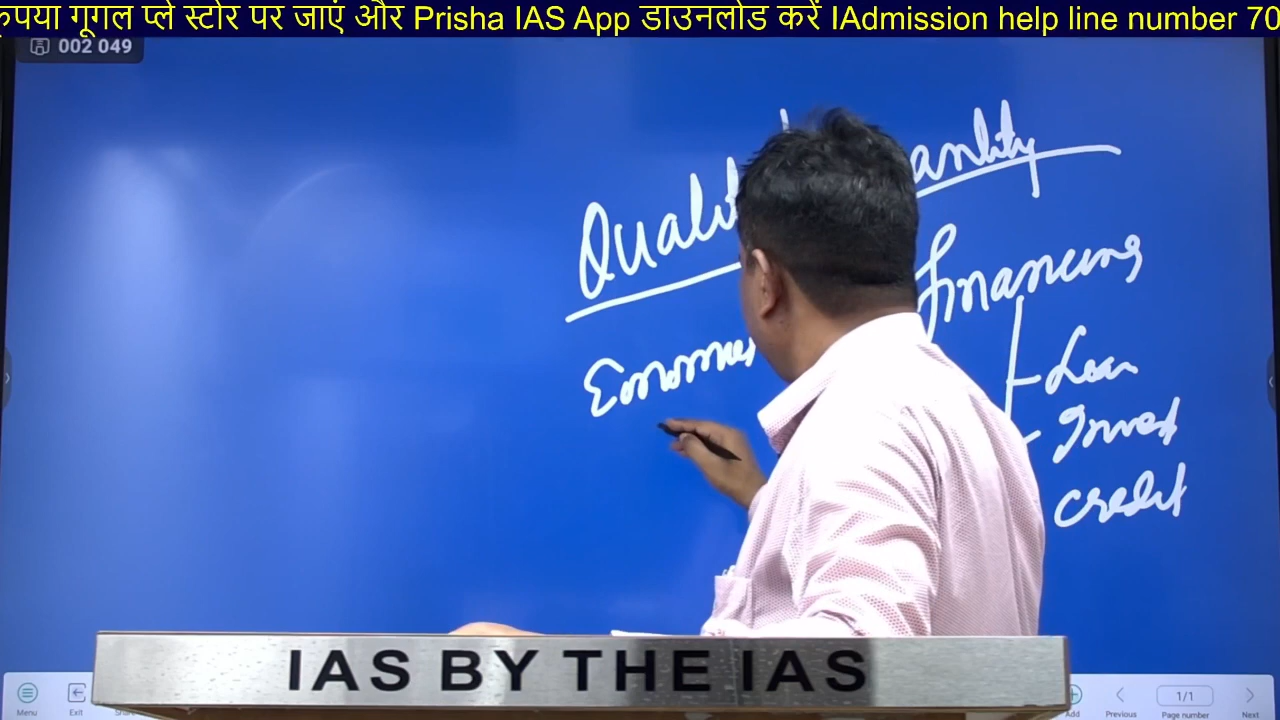 कृपया गूगल प्ले स्टोर पर जाएं और Prisha IAS App डाउनलोड करें IAdmission help line number 70
002 049
Financing
Loan
Invest
credit
IAS BY THE IAS
Menu
Exit
Add
Previous
1/1
Page number
Next